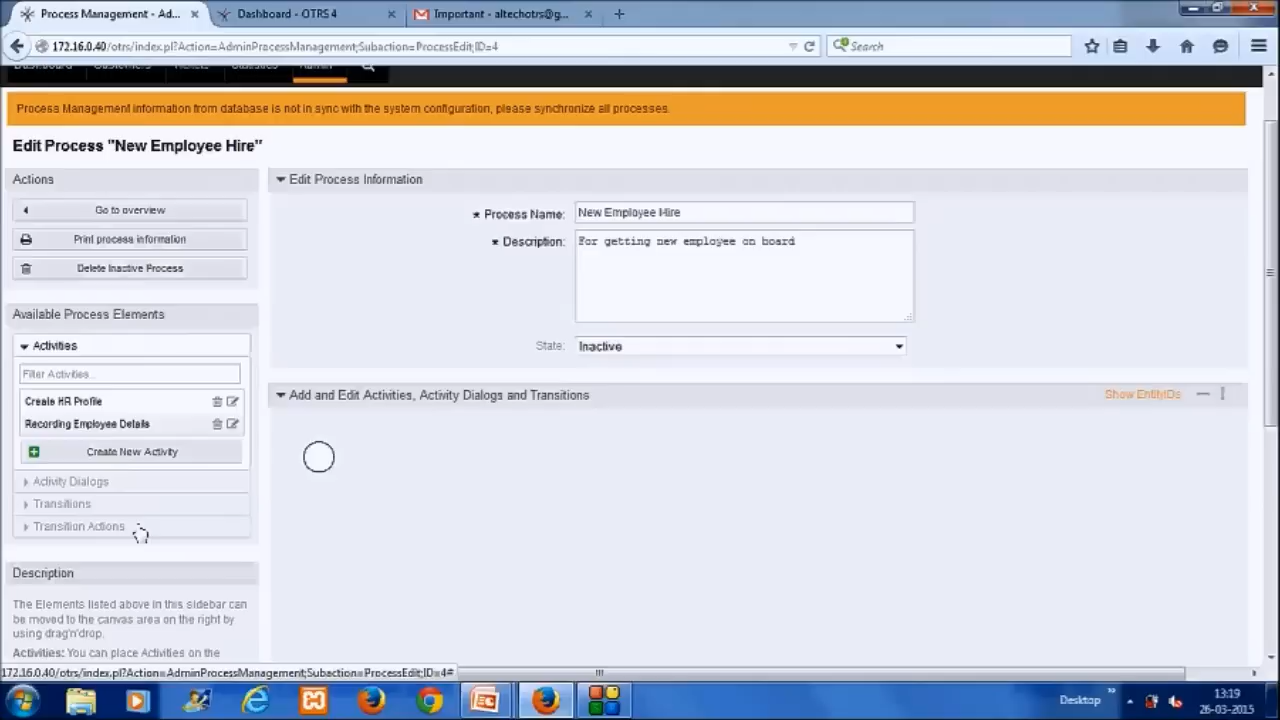 Process Management - Ad...
Dashboard - OTRS 4
Important - altechotrs@g...
172.16.0.40/otrs/index.pl?Action=AdminProcessManagement;Subaction=ProcessEdit;ID=4
Search
Dashboard Customers Tickets Statistics Admin
Process Management information from database is not in sync with the system configuration, please synchronize all processes.
Edit Process "New Employee Hire"
Actions
Go to overview
Print process information
Delete Inactive Process
Available Process Elements
Activities
Filter Activities...
Create HR Profile
Recording Employee Details
Create New Activity
Activity Dialogs
Transitions
Transition Actions
Description
The Elements listed above in this sidebar can
be moved to the canvas area on the right by
using drag'n'drop.
Activities: You can place Activities on the
Edit Process Information
★ Process Name:
New Employee Hire
★ Description:
For getting new employee on board
State:
Inactive
Add and Edit Activities, Activity Dialogs and Transitions
Show EntityIDs
172.16.0.40/otrs/index.pl?Action=AdminProcessManagement;Subaction=ProcessEdit;ID=4#
Desktop
13:19
26-03-2015